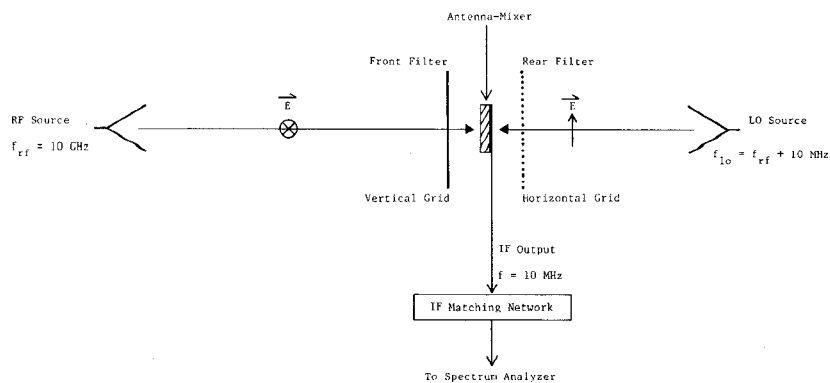 Antenna-Mixer
Front Filter
Rear Filter
E
E
RF Source
LO Source
f_rf = 10 GHz
f_lo = f_rf + 10 MHz
Vertical Grid
Horizontal Grid
IF Output
f = 10 MHz
IF Matching Network
To Spectrum Analyzer